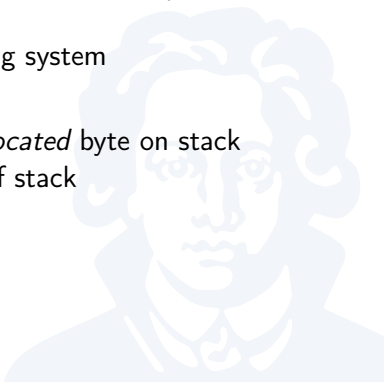 g system
ocated byte on stack
f stack